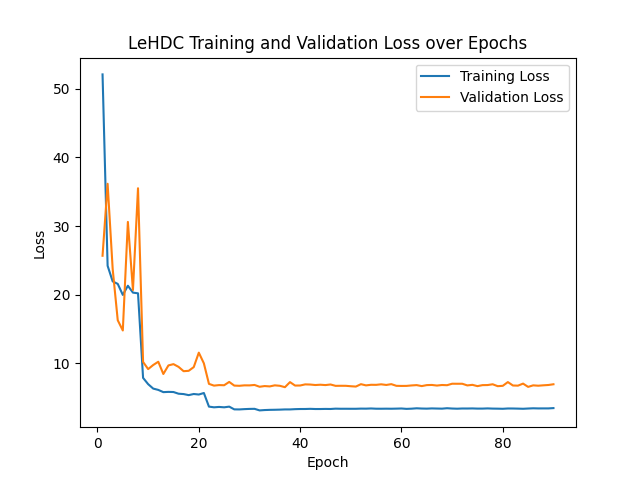 LeHDC Training and Validation Loss over Epochs
Training Loss
Validation Loss
50
40
30
20
10
Loss
0
20
40
60
80
Epoch